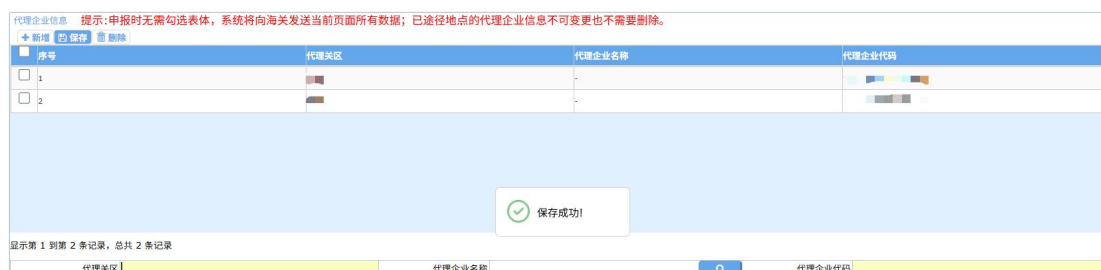 代理企业信息 提示:申报时无需勾选表体，系统将向海关发送当前页面所有数据；已途径地点的代理企业信息不可变更也不需要删除。
新增 保存 删除
序号 代理关区 代理企业名称 代理企业代码
1 -
2 -
保存成功!
显示第 1 到第 2 条记录，总共 2 条记录
代理关区 代理企业名称 代理企业代码